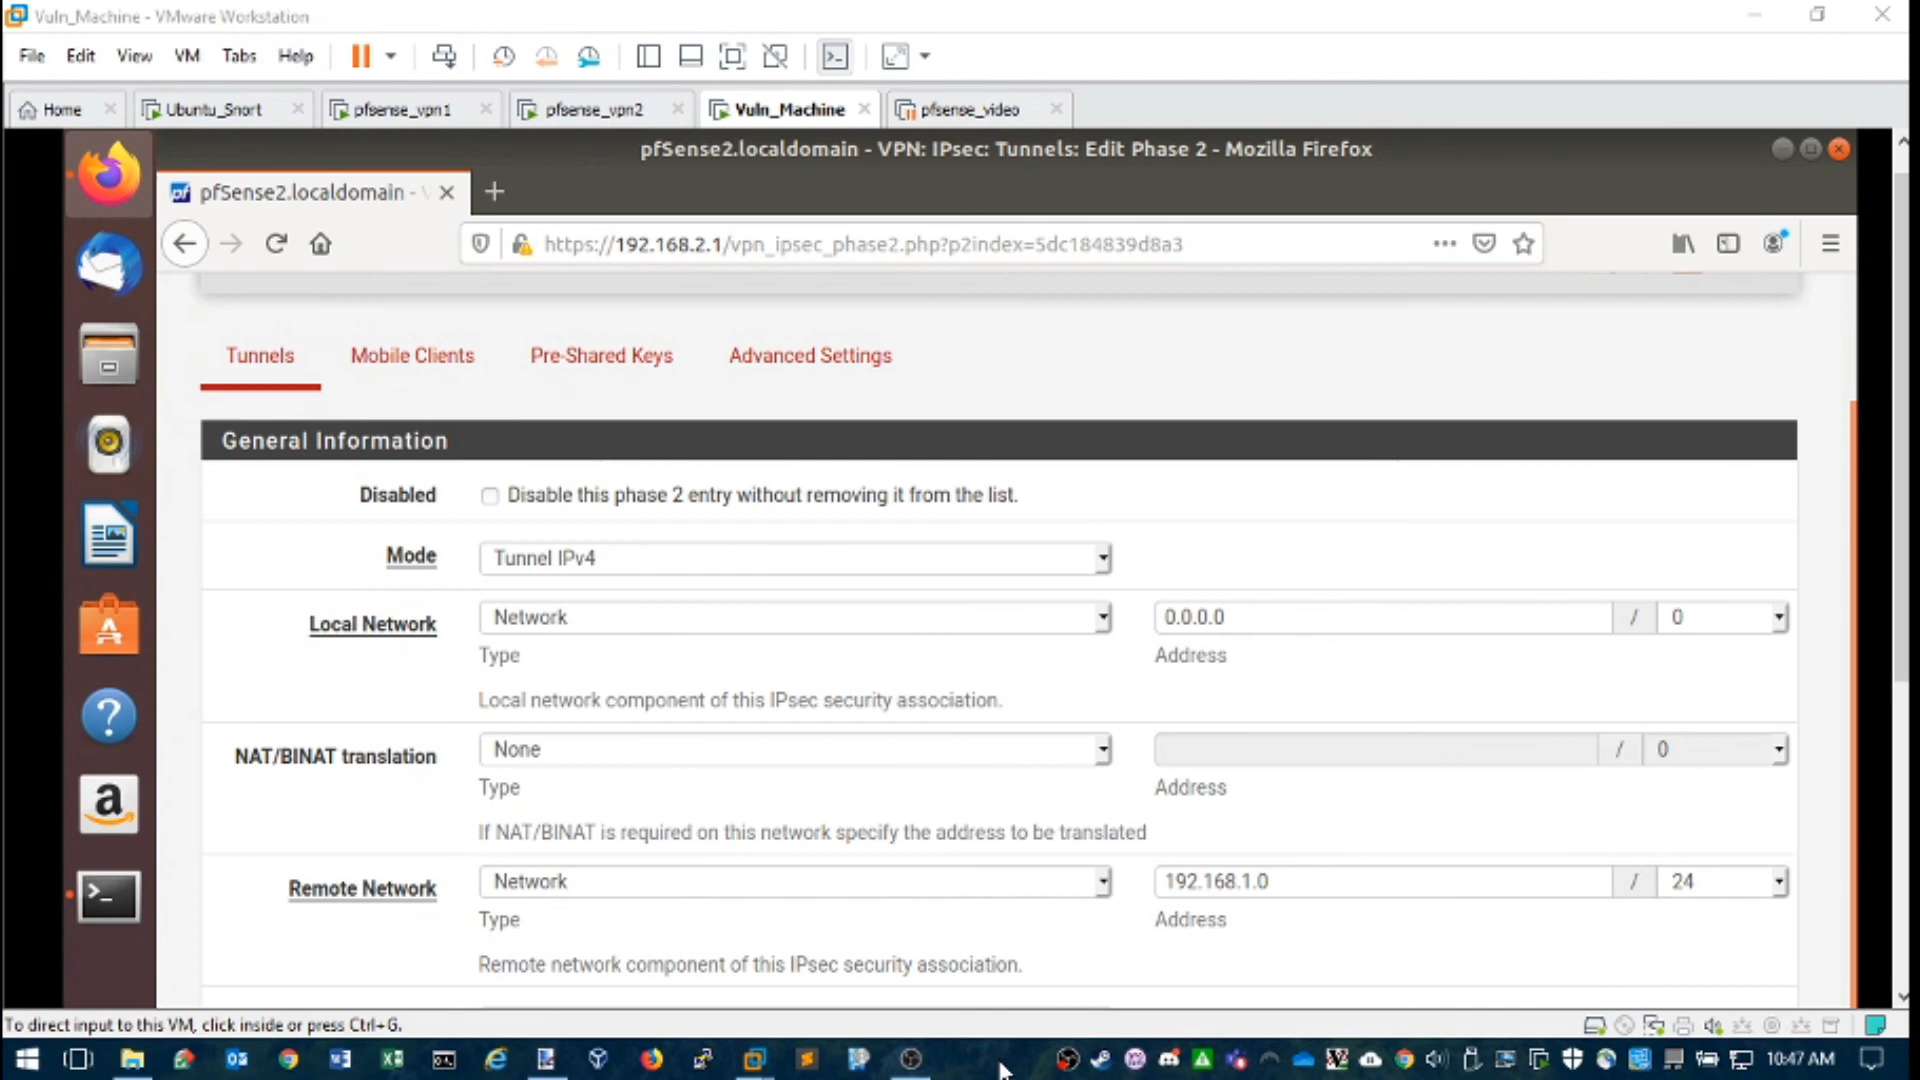 Vuln_Machine - VMware Workstation
File Edit View VM Tabs Help
Home Ubuntu_Snort pfsense_vpn1 pfsense_vpn2 Vuln_Machine pfsense_video
pfSense2.localdomain - VPN: IPsec: Tunnels: Edit Phase 2 - Mozilla Firefox
pfSense2.localdomain - V
https://192.168.2.1/vpn_ipsec_phase2.php?p2index=5dc184839d8a3
Tunnels Mobile Clients Pre-Shared Keys Advanced Settings
General Information
Disabled Disable this phase 2 entry without removing it from the list.
Mode Tunnel IPv4
Local Network Network 0.0.0.0 / 0
Type Address
Local network component of this IPsec security association.
NAT/BINAT translation None / 0
Type Address
If NAT/BINAT is required on this network specify the address to be translated
Remote Network Network 192.168.1.0 / 24
Type Address
Remote network component of this IPsec security association.
To direct input to this VM, click inside or press Ctrl+G.
10:47 AM